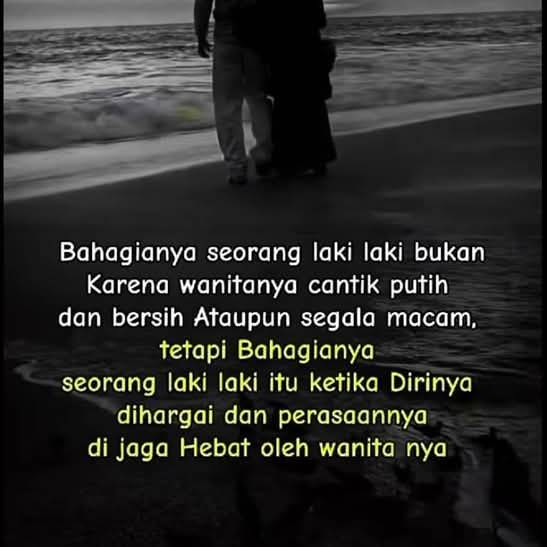 Bahagianya seorang laki laki bukan
Karena wanitanya cantik putih
dan bersih Ataupun segala macam,
tetapi Bahagianya
seorang laki laki itu ketika Dirinya
dihargai dan perasaannya
di jaga Hebat oleh wanita nya